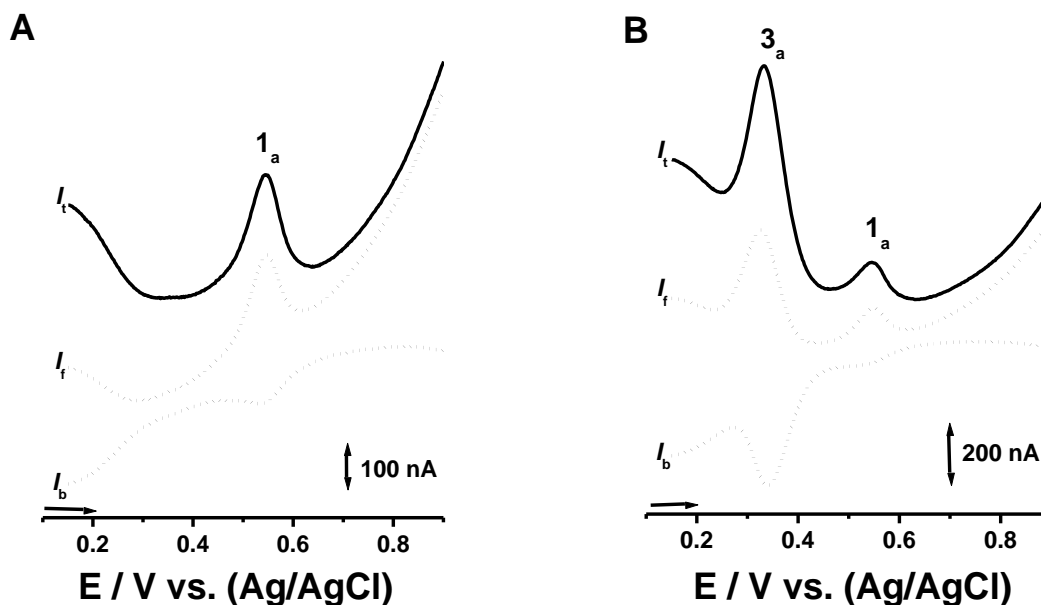 A
1a
It
If
Ib
100 nA
0.2 0.4 0.6 0.8
E / V vs. (Ag/AgCl)
B
3a
1a
It
If
Ib
200 nA
0.2 0.4 0.6 0.8
E / V vs. (Ag/AgCl)